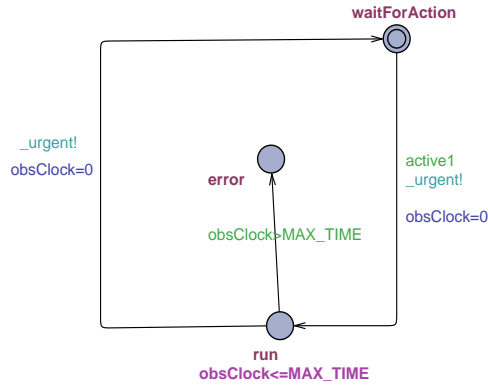 waitForAction
_urgent!
obsClock=0
active1
_urgent!
obsClock=0
error
obsClock>MAX_TIME
run
obsClock<=MAX_TIME